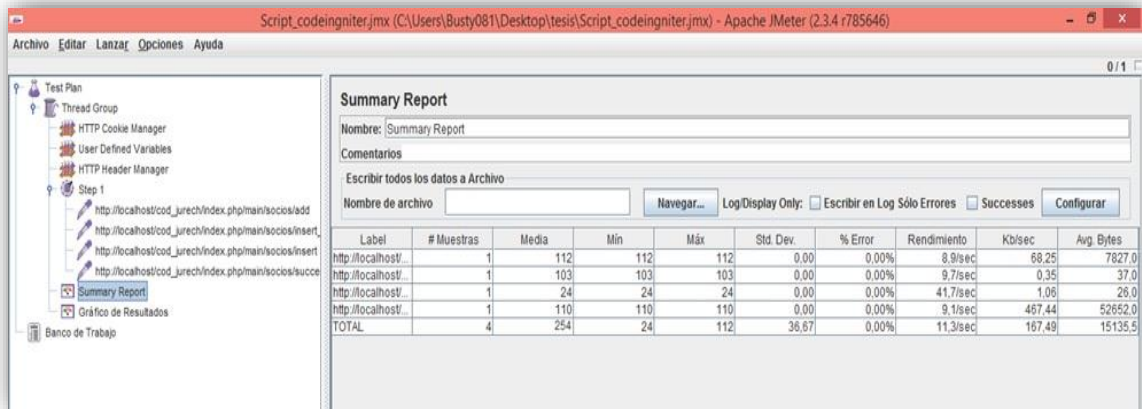 Script_codeingniter.jmx (C:\Users\Busty081\Desktop\tesis\Script_codeingniter.jmx) - Apache JMeter (2.3.4 r785646)
Archivo Editar Lanzar Opciones Ayuda
0 / 1
Test Plan
Thread Group
HTTP Cookie Manager
User Defined Variables
HTTP Header Manager
Step 1
http://localhost/cod_jurech/index.php/main/socios/add
http://localhost/cod_jurech/index.php/main/socios/insert_
http://localhost/cod_jurech/index.php/main/socios/insert
http://localhost/cod_jurech/index.php/main/socios/succe
Summary Report
Gráfico de Resultados
Banco de Trabajo
Summary Report
Nombre: Summary Report
Comentarios
Escribir todos los datos a Archivo
Nombre de archivo Navegar... Log/Display Only: Escribir en Log Sólo Errores Successes Configurar
Label # Muestras Media Mín Máx Std. Dev. % Error Rendimiento Kb/sec Avg. Bytes
http://localhost/... 1 112 112 112 0,00 0,00% 8,9/sec 68,25 7827,0
http://localhost/... 1 103 103 103 0,00 0,00% 9,7/sec 0,35 37,0
http://localhost/... 1 24 24 24 0,00 0,00% 41,7/sec 1,06 26,0
http://localhost/... 1 110 110 110 0,00 0,00% 9,1/sec 467,44 52652,0
TOTAL 4 254 24 112 36,67 0,00% 11,3/sec 167,49 15135,5